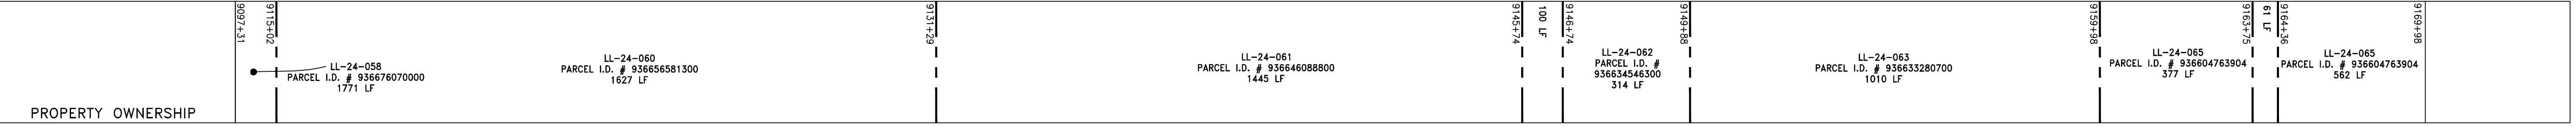 PROPERTY OWNERSHIP
9097+31
9115+02
LL-24-058
PARCEL I.D. # 936676070000
1771 LF
LL-24-060
PARCEL I.D. # 936656581300
1627 LF
9131+29
LL-24-061
PARCEL I.D. # 936646088800
1445 LF
9145+74
100 LF
9146+74
LL-24-062
PARCEL I.D. #
936634546300
314 LF
9149+88
LL-24-063
PARCEL I.D. # 936633280700
1010 LF
9159+98
LL-24-065
PARCEL I.D. # 936604763904
377 LF
9163+75
61 LF
9164+36
LL-24-065
PARCEL I.D. # 936604763904
562 LF
9169+98